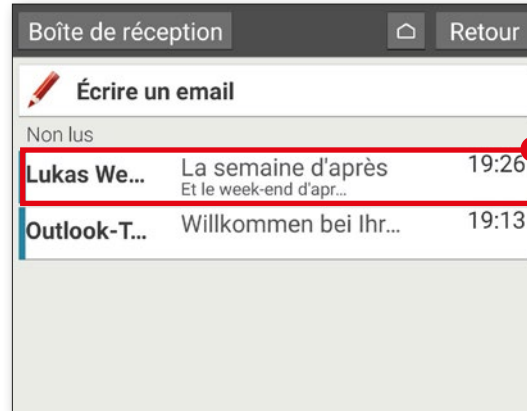 Boîte de réception Retour
Écrire un email
Non lus
Lukas We... La semaine d'après 19:26
Et le week-end d'apr...
Outlook-T... Willkommen bei Ihr... 19:13